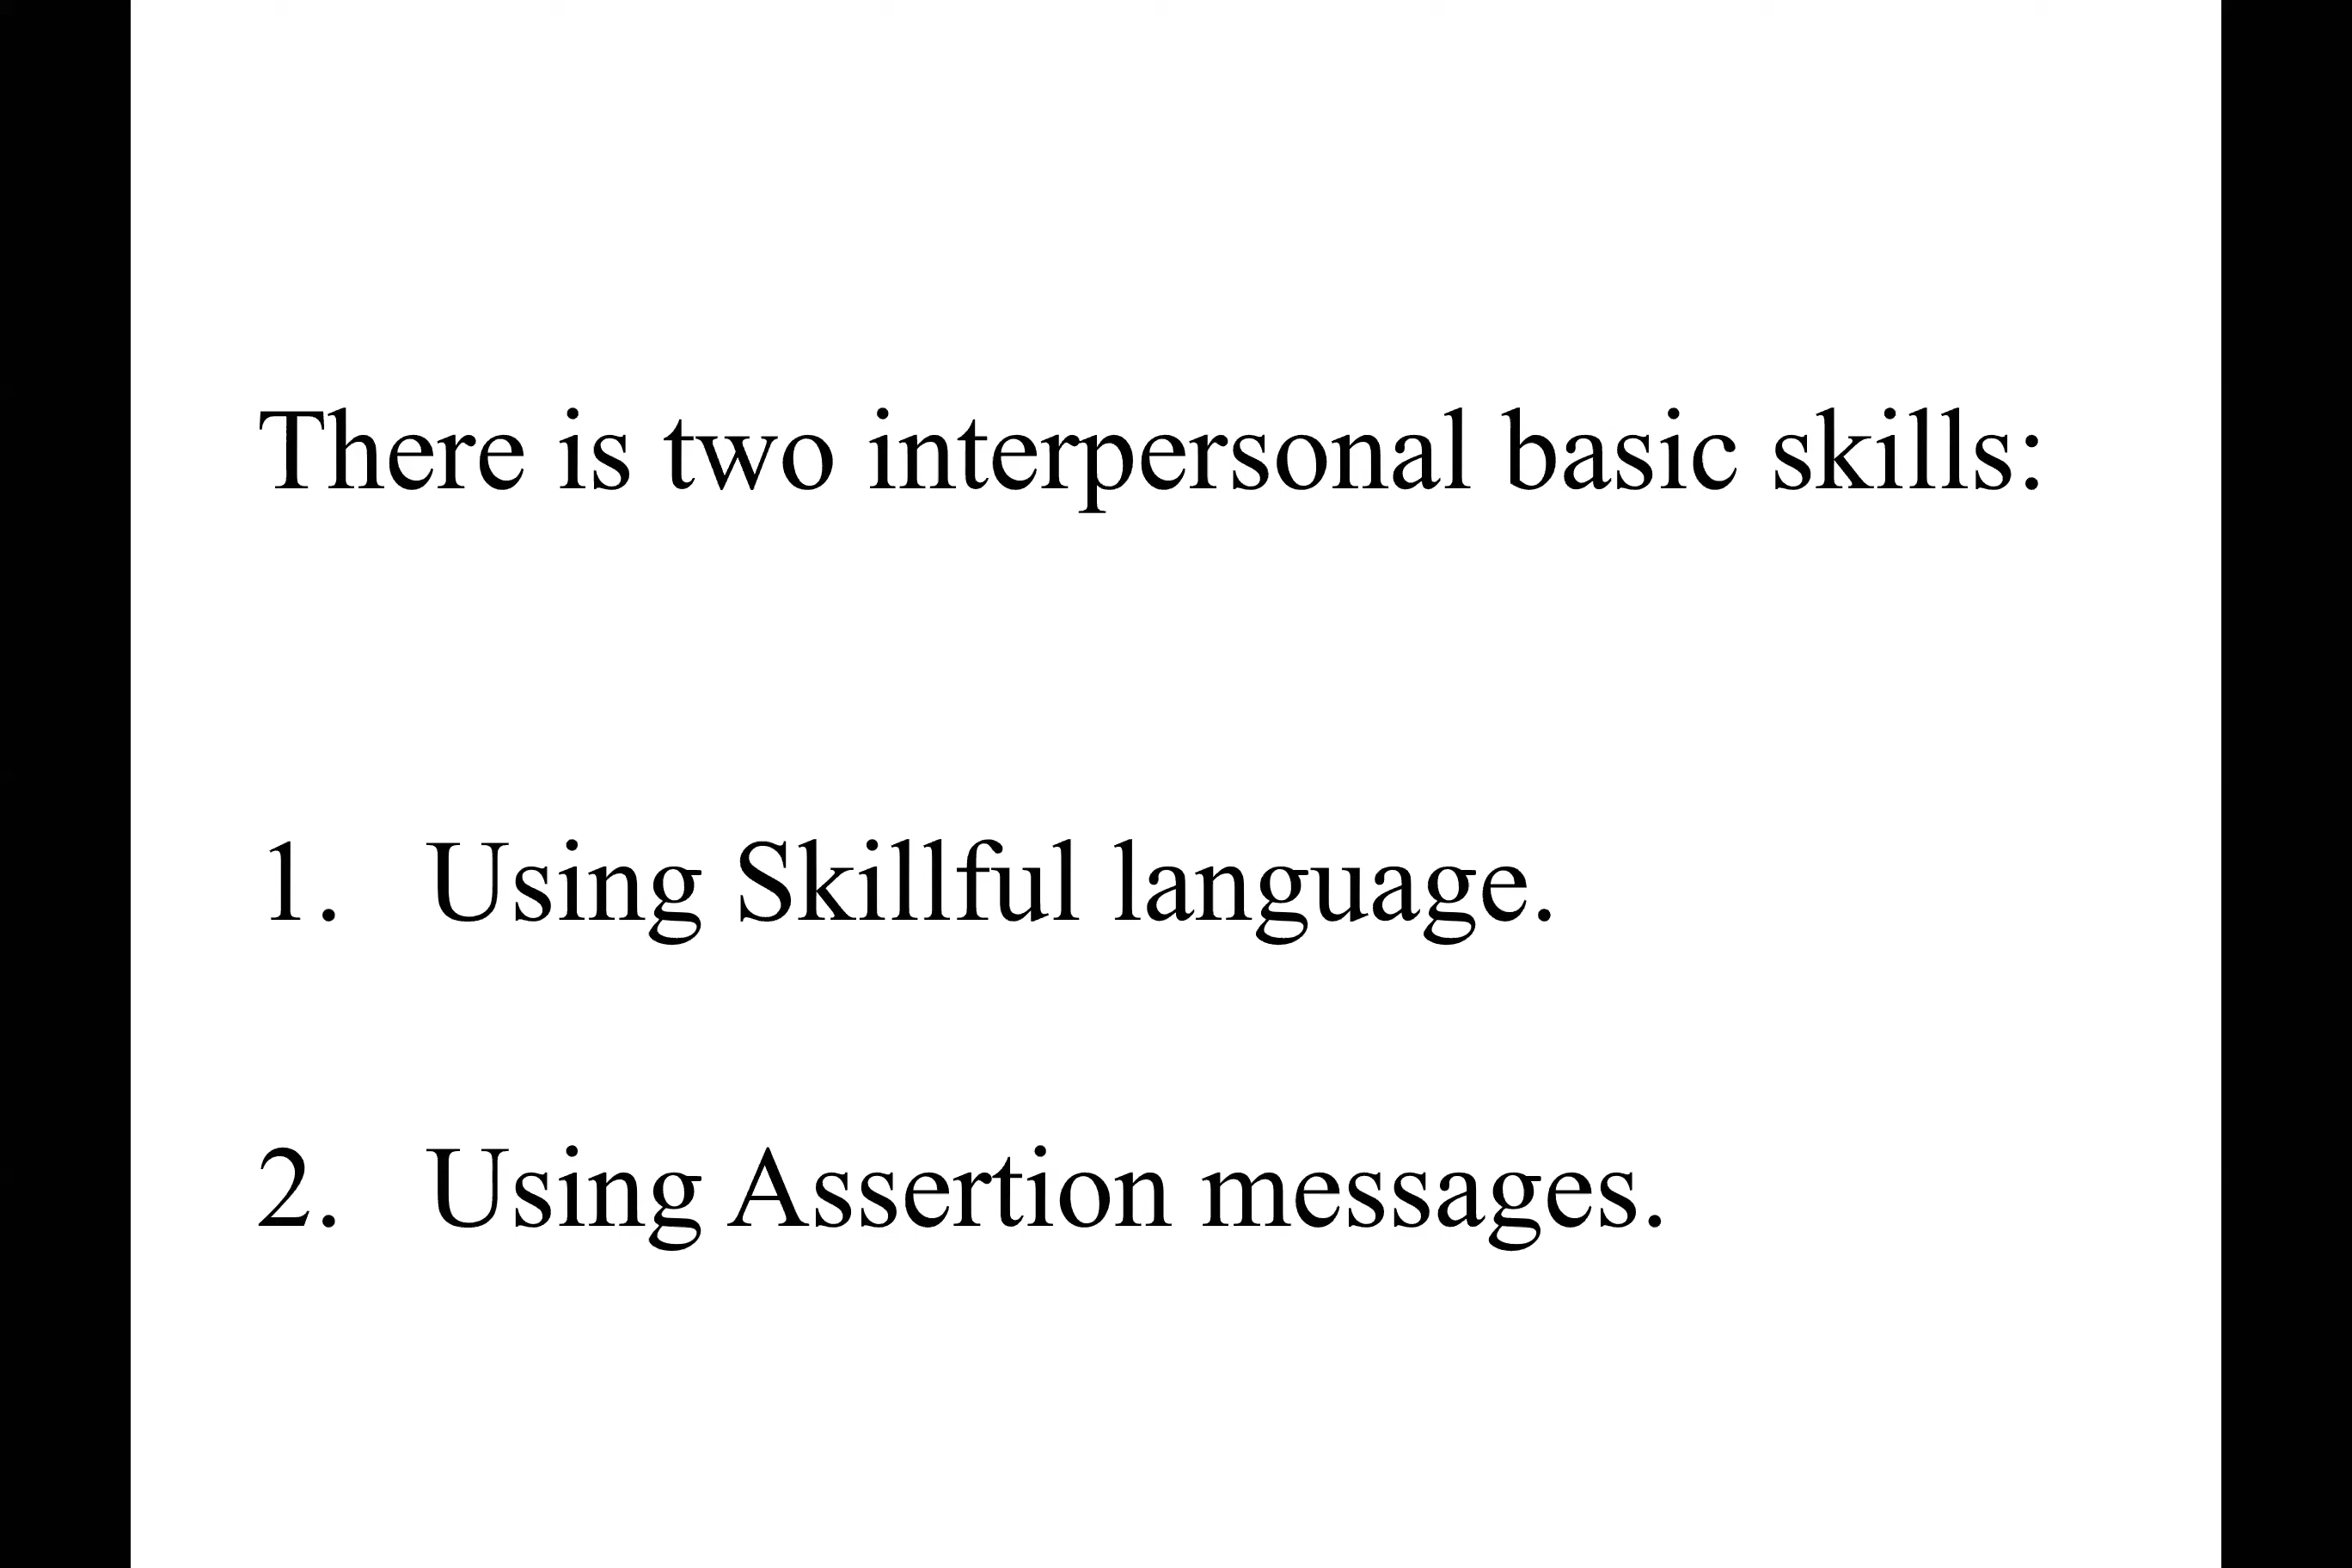 There is two interpersonal basic skills:
1. Using Skillful language.
2. Using Assertion messages.